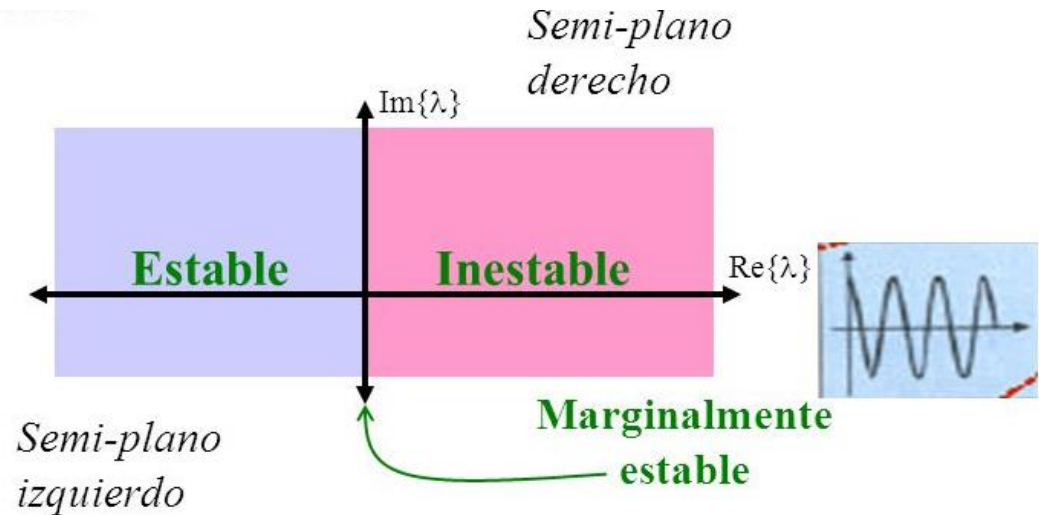 Semi-plano
derecho
Im{λ}
Estable
Inestable
Re{λ}
Marginalmente
estable
Semi-plano
izquierdo